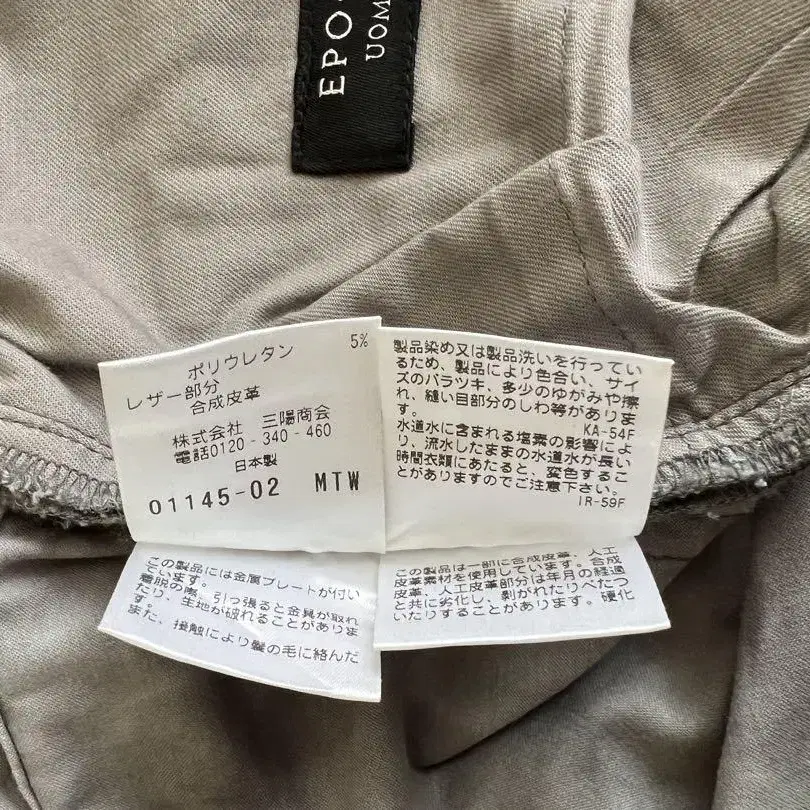 EPO
UOM
ポリウレタン 5%
レザー部分
合成皮革
株式会社 三陽商会
電話0120-340-460
日本製
01145-02 MTW
製品染め又は製品洗いを行ってい
るため、製品により色合い、サイ
ズのバラツキ、多少のゆがみや擦
れ、縫い目部分のしわ等がありま
す。
KA-54F
水道水に含まれる塩素の影響によ
り、流水したままの水道水が長い
時間衣類にあたると、変色するこ
とがありますのでご注意下さい。
IR-59F
この製品には金属プレートが付い
ています。
着脱の際、引っ張ると金具が取れ
たり、生地が破れることがありま
す。
また、接触により髪の毛に絡んだ
この製品は一部に合成皮革、人工
皮革素材を使用しています。合成
皮革、人工皮革部分は年月の経過
と共に劣化し、剥がれたりべたつ
いたりすることがあります。硬化